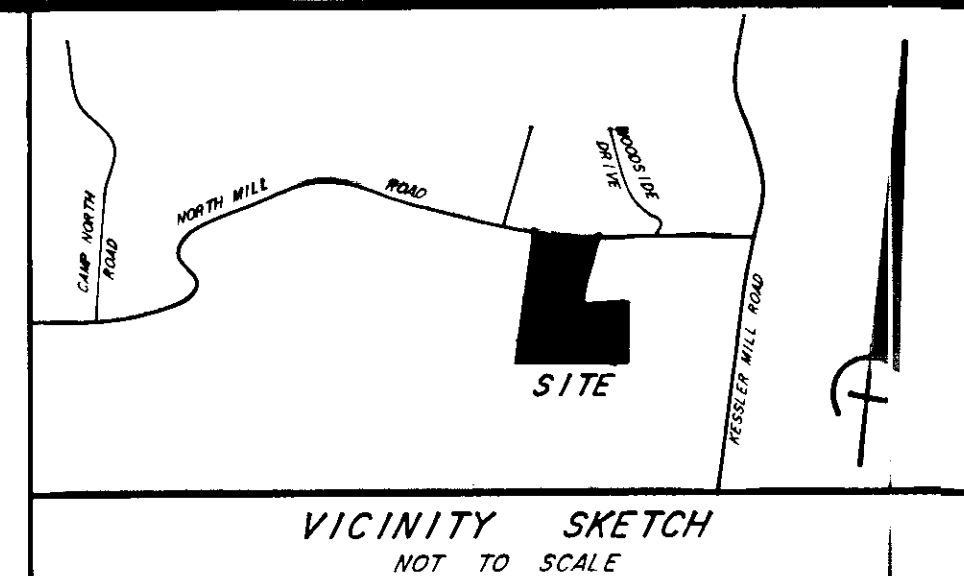 CAMP NORTH
ROAD
NORTH MILL ROAD
WOODSIDE
DRIVE
KESSLER MILL ROAD
SITE
VICINITY SKETCH
NOT TO SCALE